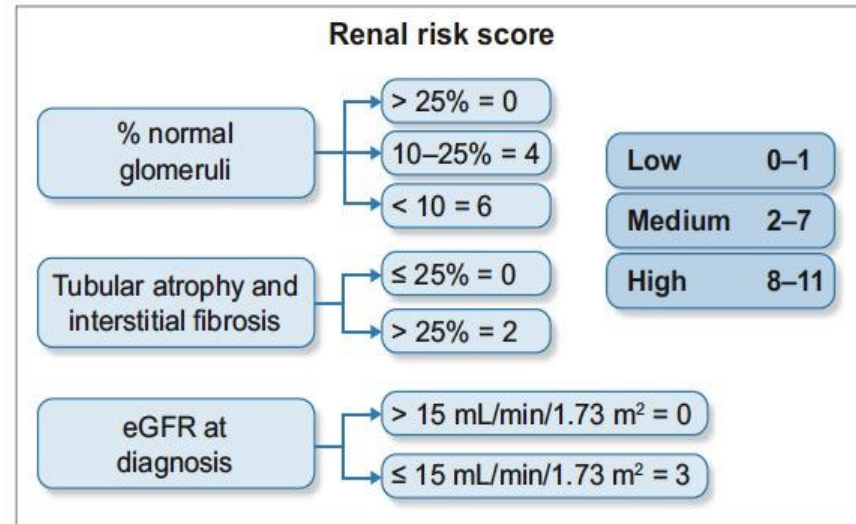 Renal risk score
% normal
glomeruli
> 25% = 0
10–25% = 4
< 10 = 6
Tubular atrophy and
interstitial fibrosis
≤ 25% = 0
> 25% = 2
eGFR at
diagnosis
> 15 mL/min/1.73 m² = 0
≤ 15 mL/min/1.73 m² = 3
Low 0–1
Medium 2–7
High 8–11